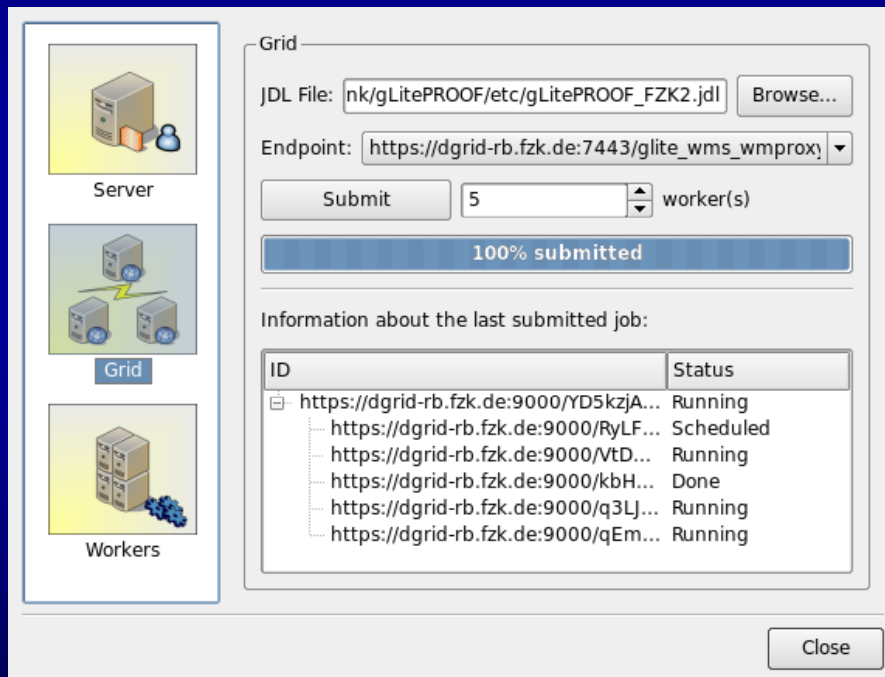 Server
Grid
Workers
Grid
JDL File: nk/gLitePROOF/etc/gLitePROOF_FZK2.jdl Browse...
Endpoint: https://dgrid-rb.fzk.de:7443/glite_wms_wmproxy
Submit 5 worker(s)
100% submitted
Information about the last submitted job:
ID Status
https://dgrid-rb.fzk.de:9000/YD5kzjA... Running
https://dgrid-rb.fzk.de:9000/RyLF... Scheduled
https://dgrid-rb.fzk.de:9000/VtD... Running
https://dgrid-rb.fzk.de:9000/kbH... Done
https://dgrid-rb.fzk.de:9000/q3LJ... Running
https://dgrid-rb.fzk.de:9000/qEm... Running
Close